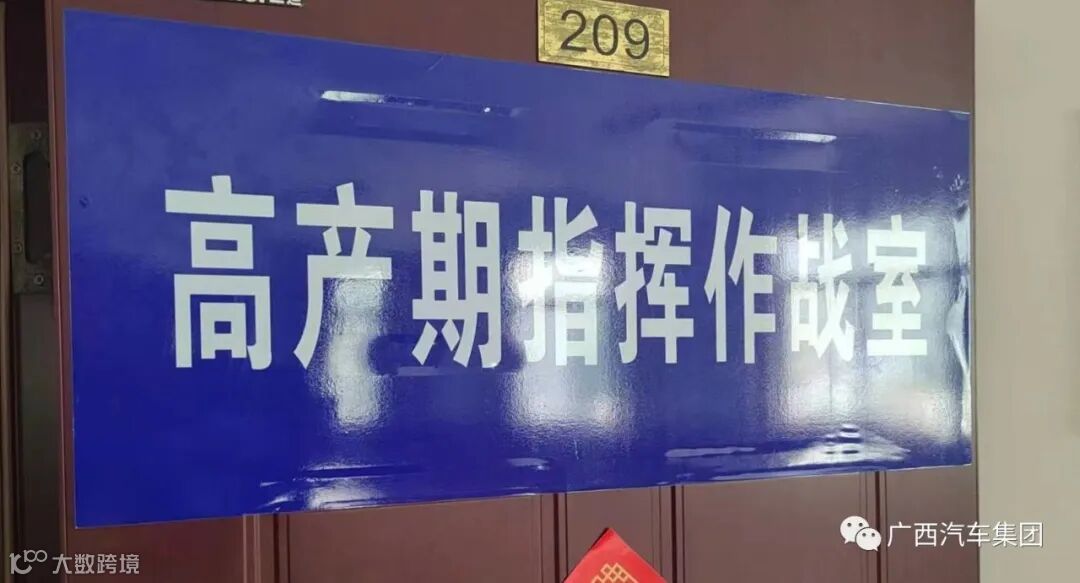 209
高产期指挥作战室
广西汽车集团
大数跨境